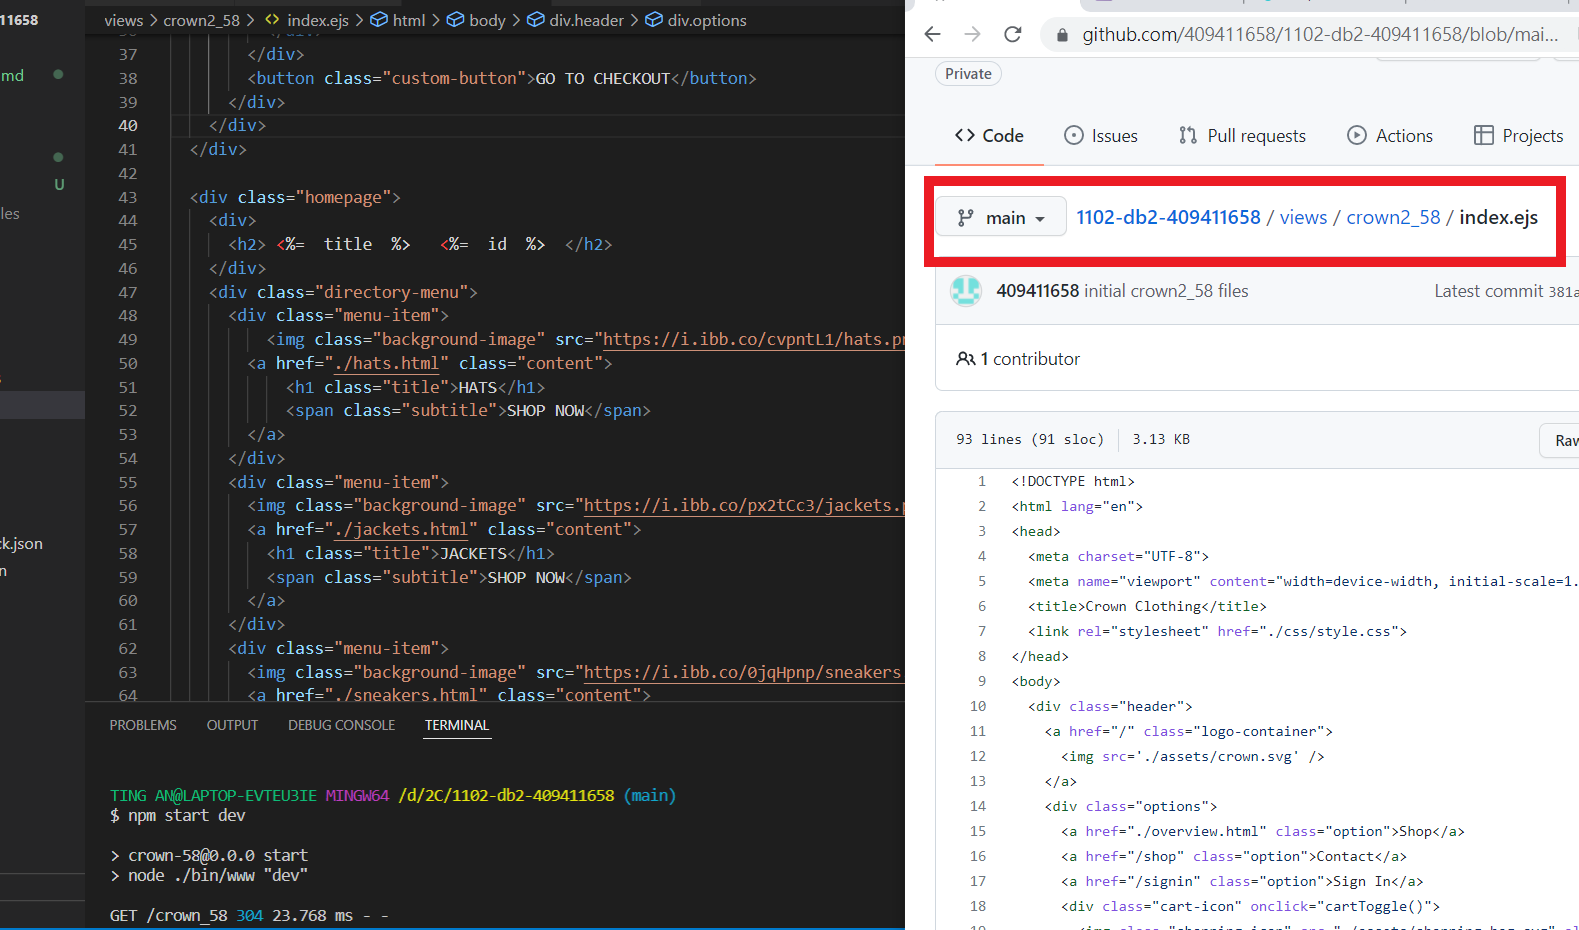 11658
md
U
les
ck.json
n
views > crown2_58 > <> index.ejs > html > body > div.header > div.options
37 </div>
38 <button class="custom-button">GO TO CHECKOUT</button>
39 </div>
40 </div>
41 </div>
42
43 <div class="homepage">
44 <div>
45 <h2> <%= title %> <%= id %> </h2>
46 </div>
47 <div class="directory-menu">
48 <div class="menu-item">
49 <img class="background-image" src="https://i.ibb.co/cvpntL1/hats.pn
50 <a href="./hats.html" class="content">
51 <h1 class="title">HATS</h1>
52 <span class="subtitle">SHOP NOW</span>
53 </a>
54 </div>
55 <div class="menu-item">
56 <img class="background-image" src="https://i.ibb.co/px2tCc3/jackets.p
57 <a href="./jackets.html" class="content">
58 <h1 class="title">JACKETS</h1>
59 <span class="subtitle">SHOP NOW</span>
60 </a>
61 </div>
62 <div class="menu-item">
63 <img class="background-image" src="https://i.ibb.co/0jqHpnp/sneakers
64 <a href="./sneakers.html" class="content">
PROBLEMS OUTPUT DEBUG CONSOLE TERMINAL
TING AN@LAPTOP-EVTEU3IE MINGW64 /d/2C/1102-db2-409411658 (main)
$ npm start dev
> crown-58@0.0.0 start
> node ./bin/www "dev"
GET /crown_58 304 23.768 ms - -
github.com/409411658/1102-db2-409411658/blob/mai...
Private
<> Code Issues Pull requests Actions Projects
main 1102-db2-409411658 / views / crown2_58 / index.ejs
409411658 initial crown2_58 files Latest commit 381a
1 contributor
93 lines (91 sloc) 3.13 KB Raw
1 <!DOCTYPE html>
2 <html lang="en">
3 <head>
4 <meta charset="UTF-8">
5 <meta name="viewport" content="width=device-width, initial-scale=1.
6 <title>Crown Clothing</title>
7 <link rel="stylesheet" href="./css/style.css">
8 </head>
9 <body>
10 <div class="header">
11 <a href="/" class="logo-container">
12 <img src='./assets/crown.svg' />
13 </a>
14 <div class="options">
15 <a href="./overview.html" class="option">Shop</a>
16 <a href="/shop" class="option">Contact</a>
17 <a href="/signin" class="option">Sign In</a>
18 <div class="cart-icon" onclick="cartToggle()">